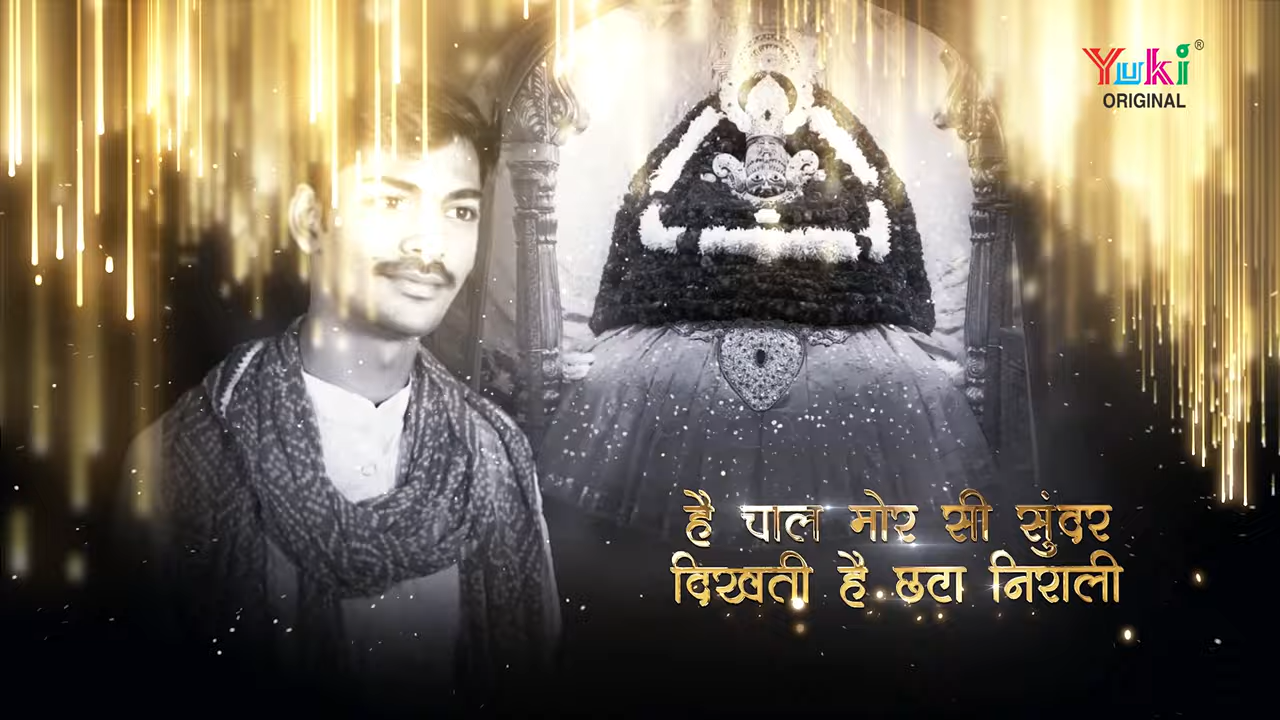 Yuki®
ORIGINAL
है चाल मोर सी सुंदर
दिखती है छटा निराली